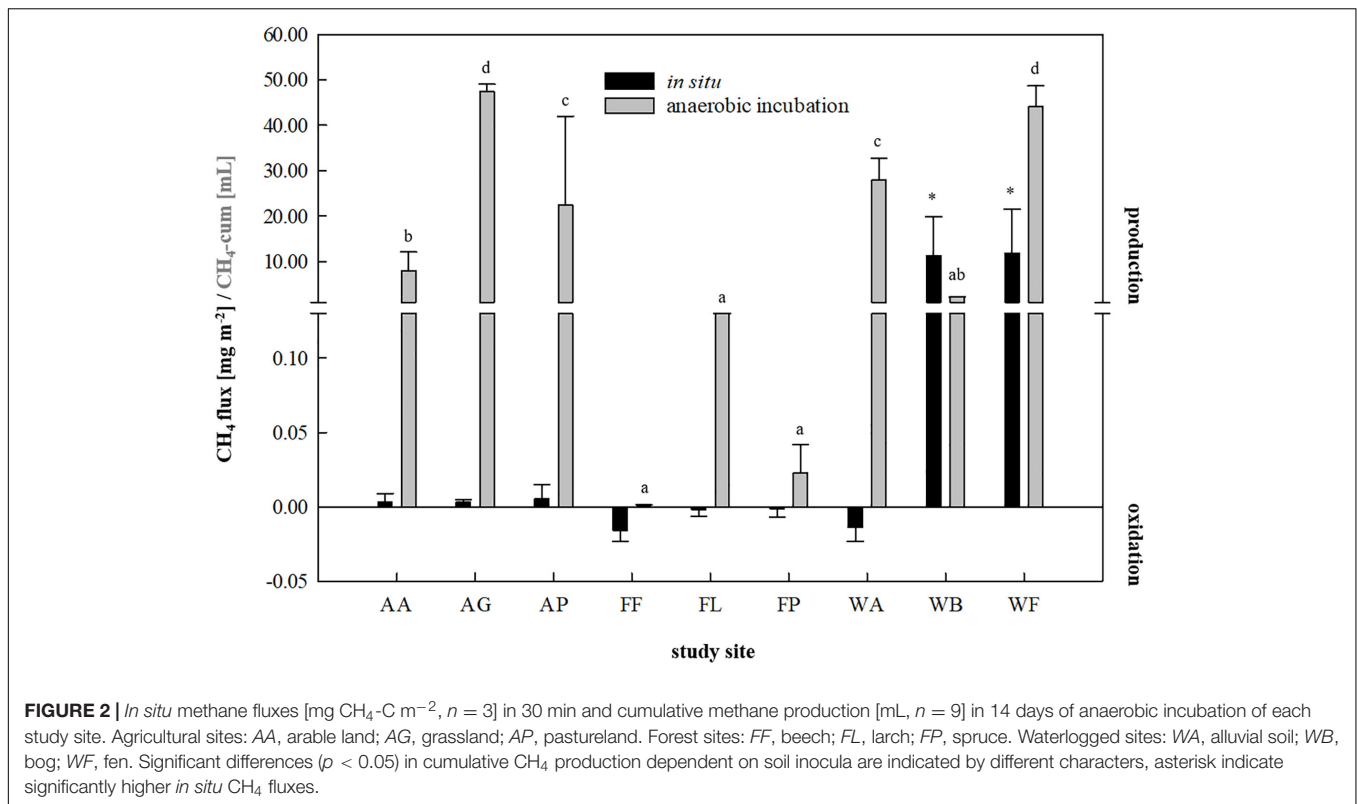 60.00
50.00
40.00
30.00
20.00
10.00
0.10
0.05
0.00
-0.05
CH₄ flux [mg m⁻²] / CH₄-cum [mL]
in situ
anaerobic incubation
b
d
c
a
a
a
c
*
ab
*
d
production
oxidation
AA AG AP FF FL FP WA WB WF
study site
FIGURE 2 | In situ methane fluxes [mg CH₄-C m⁻², n = 3] in 30 min and cumulative methane production [mL, n = 9] in 14 days of anaerobic incubation of each
study site. Agricultural sites: AA, arable land; AG, grassland; AP, pastureland. Forest sites: FF, beech; FL, larch; FP, spruce. Waterlogged sites: WA, alluvial soil; WB,
bog; WF, fen. Significant differences (p < 0.05) in cumulative CH₄ production dependent on soil inocula are indicated by different characters, asterisk indicate
significantly higher in situ CH₄ fluxes.